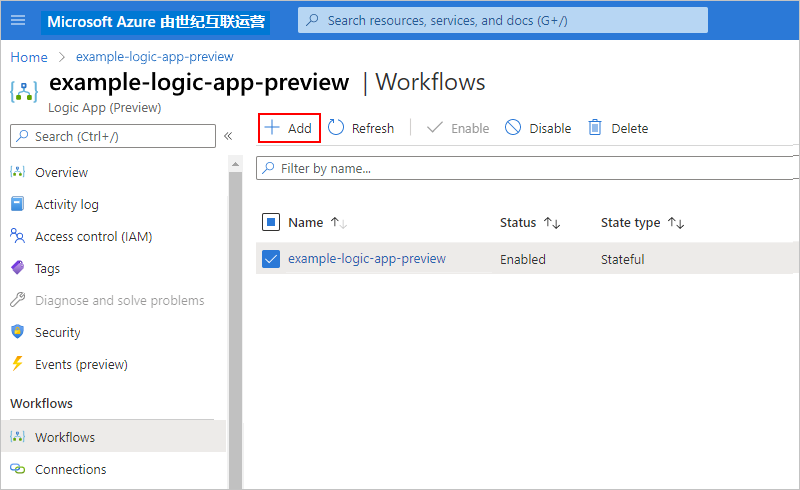 Microsoft Azure 由世纪互联运营
Search resources, services, and docs (G+/)
Home > example-logic-app-preview
example-logic-app-preview | Workflows
Logic App (Preview)
Search (Ctrl+/)
«
Add Refresh Enable Disable Delete
Filter by name...
Name ↑↓ Status ↑↓ State type ↑↓
example-logic-app-preview Enabled Stateful
Overview
Activity log
Access control (IAM)
Tags
Diagnose and solve problems
Security
Events (preview)
Workflows
Workflows
Connections